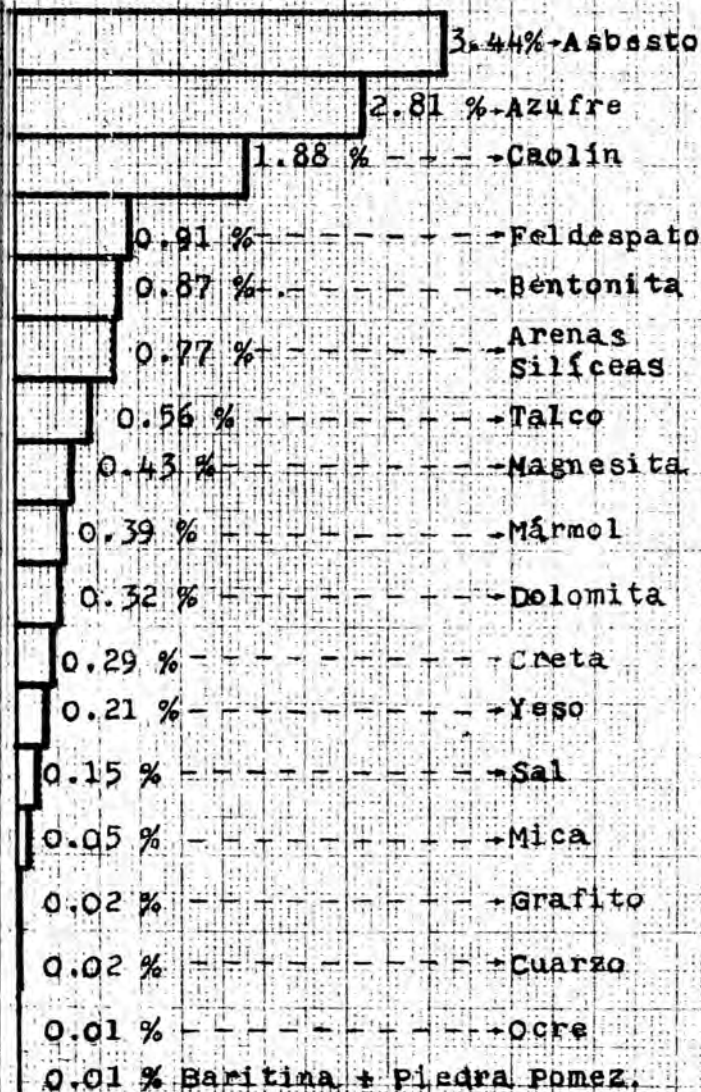 3.44% Asbesto
2.81 % Azufre
1.88 % Caolín
0.91 % Feldespato
0.87 % Bentonita
0.77 % Arenas
Silíceas
0.56 % Talco
0.43 % Magnesita
0.39 % Mármol
0.32 % Dolomita
0.29 % Creta
0.21 % Yeso
0.15 % Sal
0.05 % Mica
0.02 % Grafito
0.02 % Cuarzo
0.01 % Ocre
0.01 % Baritina + Piedra Pomez